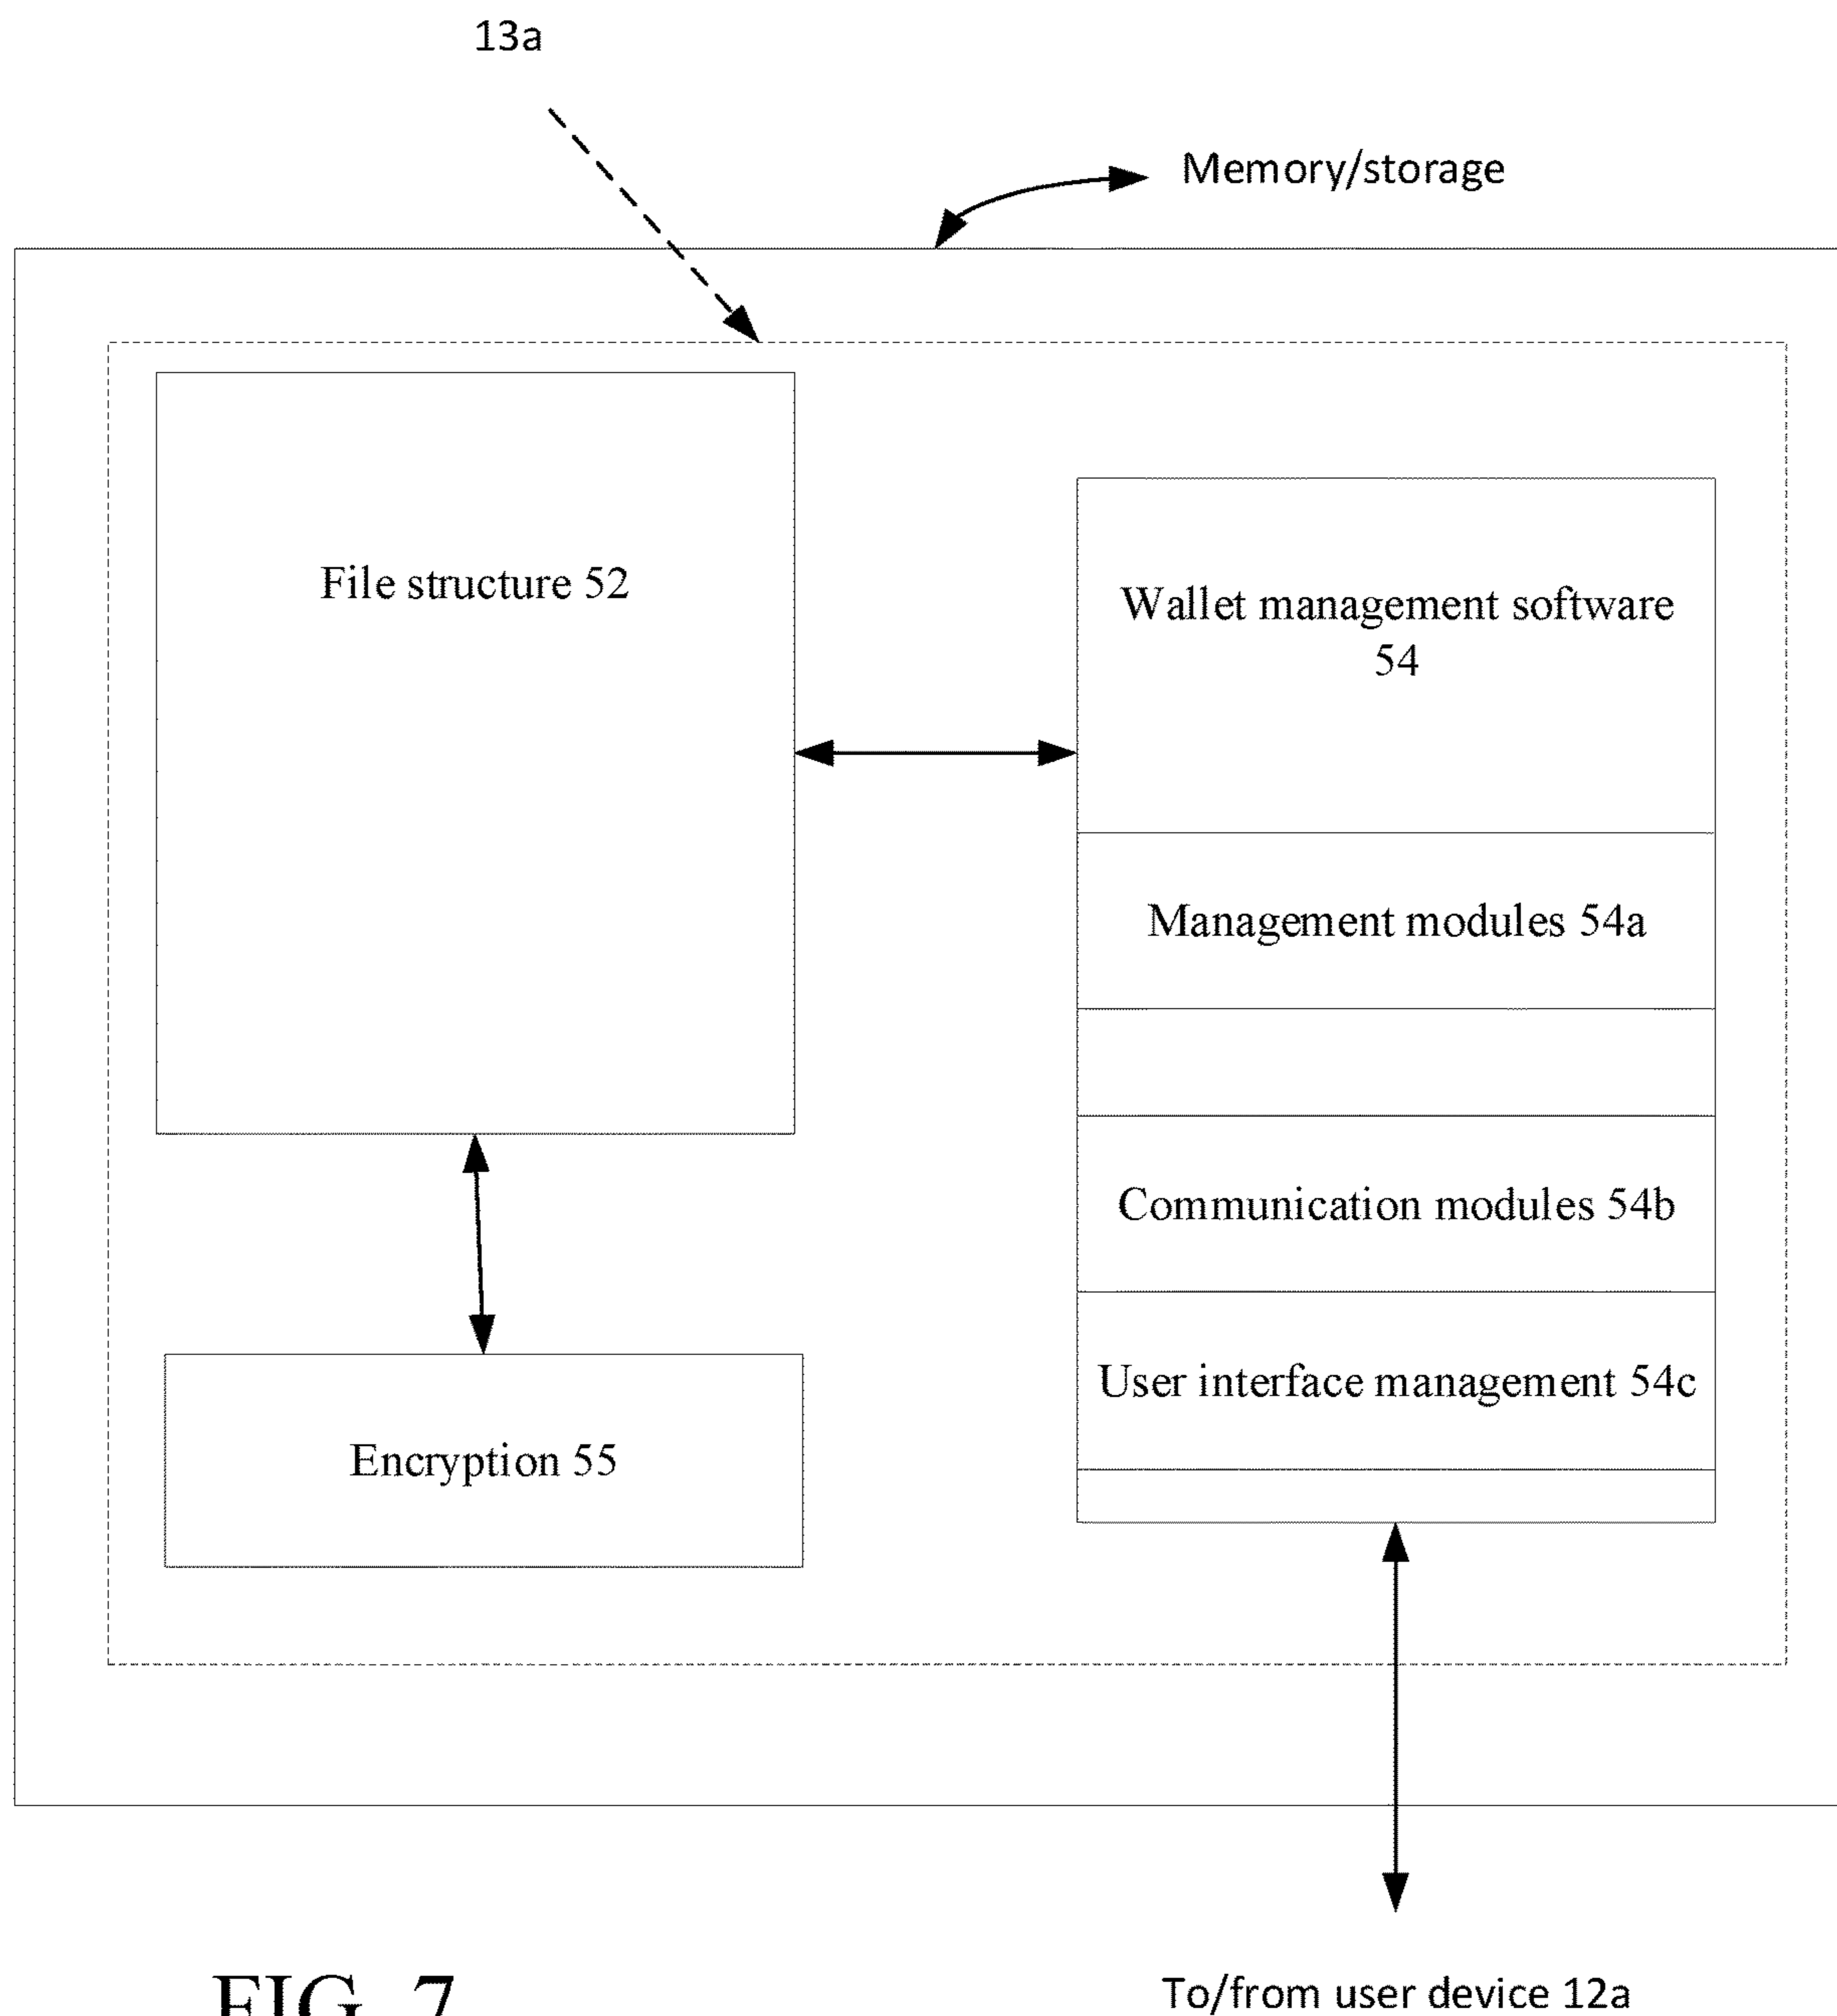 13a
Memory/storage
File structure 52
Wallet management software
54
Management modules 54a
Communication modules 54b
User interface management 54c
Encryption 55
To/from user device 12a
FIG. 7